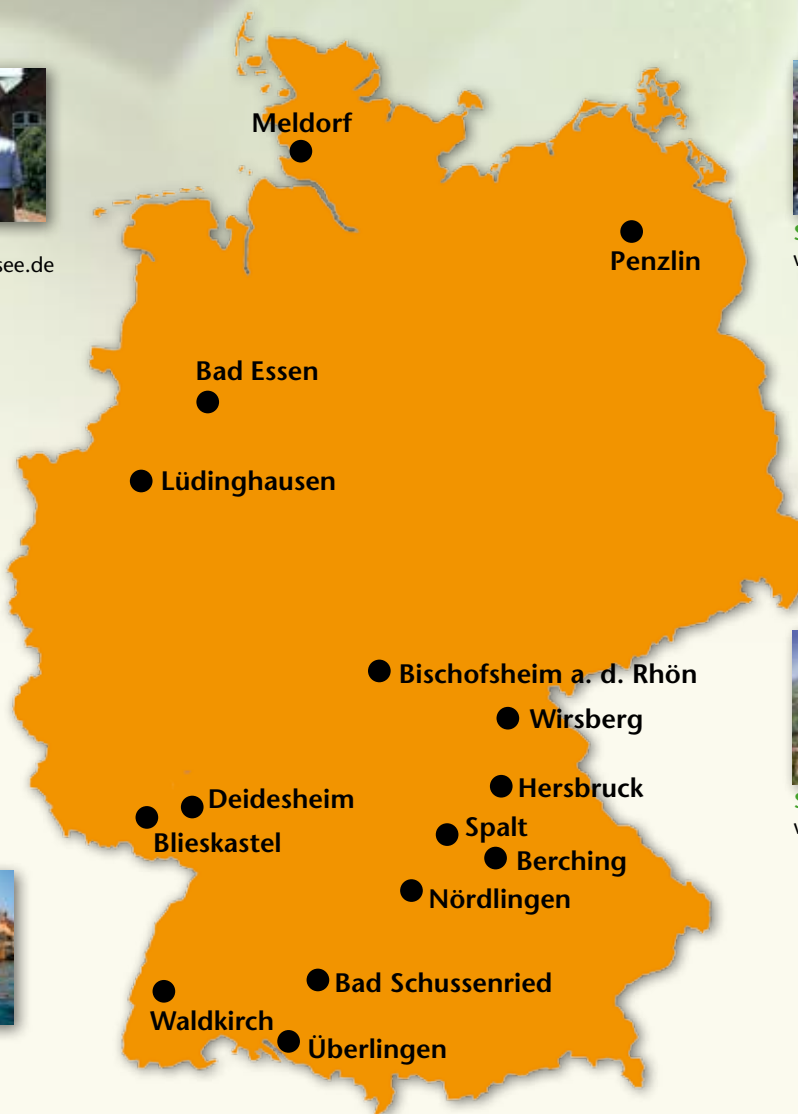 Meldorf
see.de
Penzlin
Bad Essen
Lüdinghausen
Bischofsheim a. d. Rhön
Wirsberg
Hersbruck
Deidesheim
Spalt
Blieskastel
Berching
Nördlingen
Bad Schussenried
Waldkirch
Überlingen